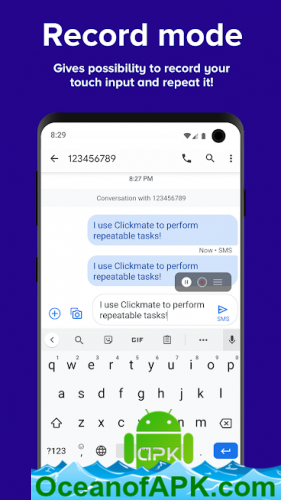 Record mode
Gives possibility to record your
touch input and repeat it!
8:29
123456789
8:27 PM
Conversation with 123456789
I use Clickmate to perform
repeatable tasks!
Now • SMS
I use Clickmate to perform
repeatable tasks!
I use Clickmate to perform
repeatable tasks!
SMS
GIF
q w e r t y u i o p
a s d f g h j k l
z x c v b n m
?123 ,
APK
OceanofAPK.com